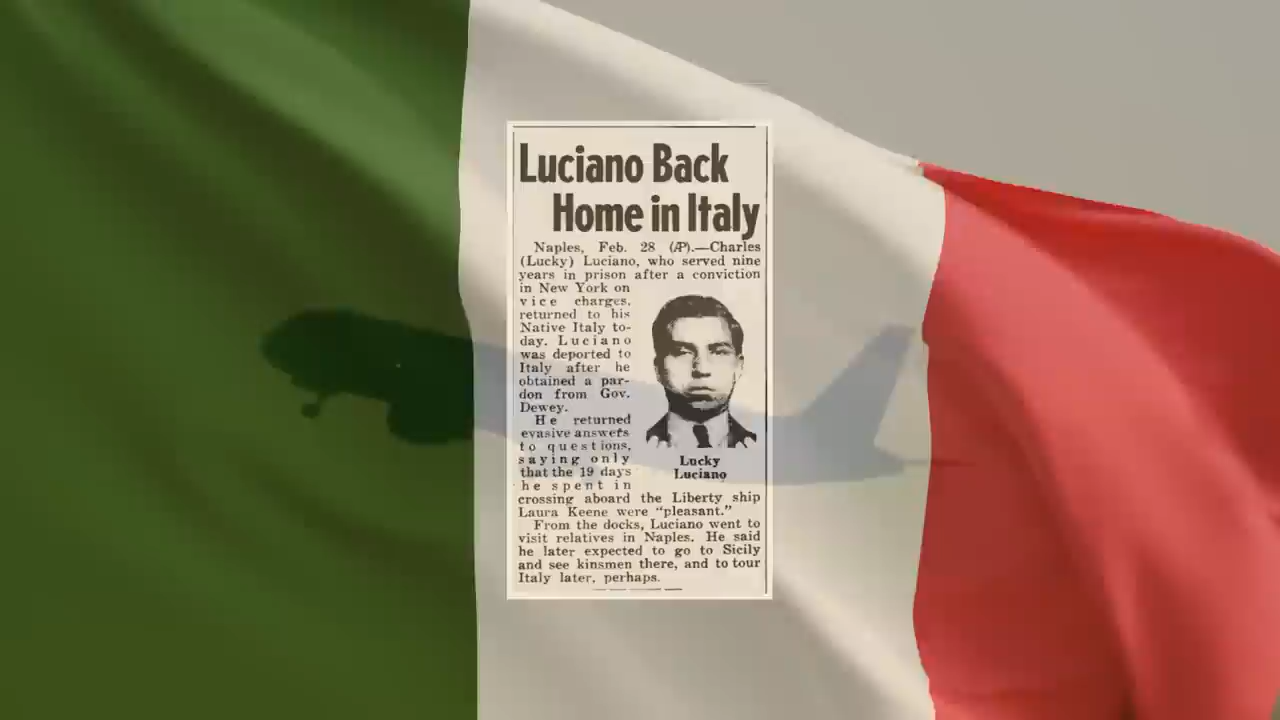 Luciano Back
Home in Italy
Naples, Feb. 28 (AP).—Charles
(Lucky) Luciano, who served nine
years in prison after a conviction
in New York on
vice charges,
returned to his
Native Italy to-
day. Luciano
was deported to
Italy after he
obtained a par-
don from Gov.
Dewey.
He returned
evasive answers
to questions,
saying only
that the 19 days
he spent in
Lucky
Luciano
crossing aboard the Liberty ship
Laura Keene were “pleasant.”
From the docks, Luciano went to
visit relatives in Naples. He said
he later expected to go to Sicily
and see kinsmen there, and to tour
Italy later, perhaps.